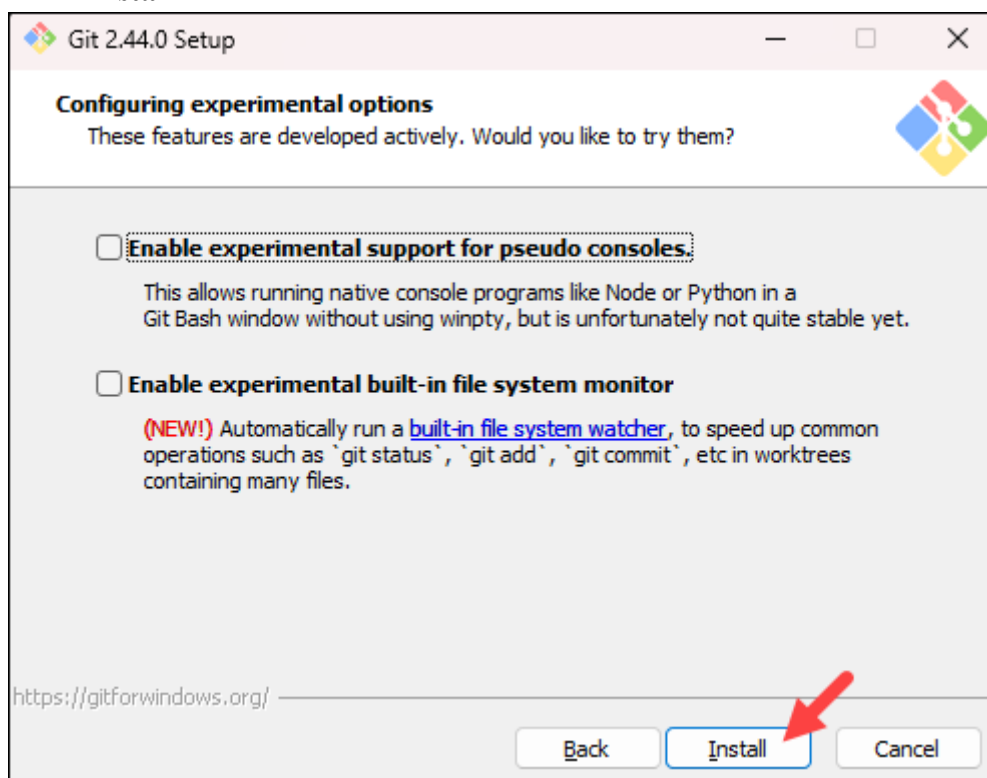 Git 2.44.0 Setup
Configuring experimental options
These features are developed actively. Would you like to try them?
Enable experimental support for pseudo consoles.
This allows running native console programs like Node or Python in a
Git Bash window without using winpty, but is unfortunately not quite stable yet.
Enable experimental built-in file system monitor
(NEW!) Automatically run a built-in file system watcher, to speed up common
operations such as `git status`, `git add`, `git commit`, etc in worktrees
containing many files.
https://gitforwindows.org/
Back Install Cancel